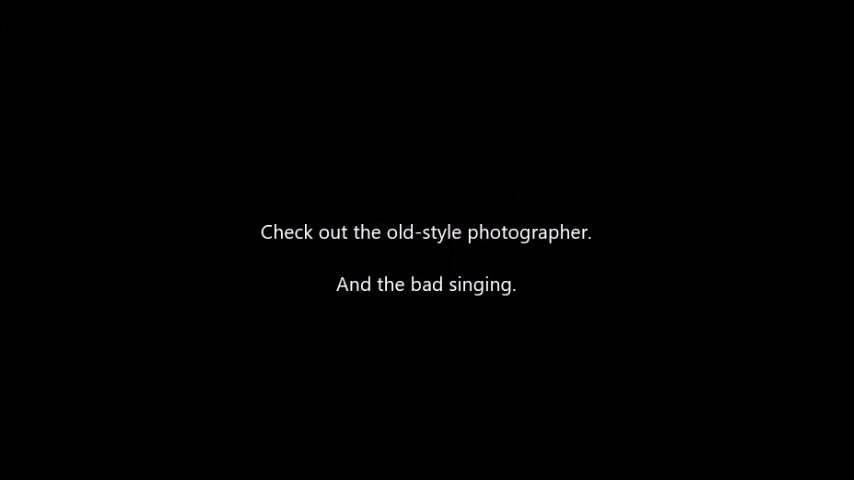 Check out the old-style photographer.
And the bad singing.